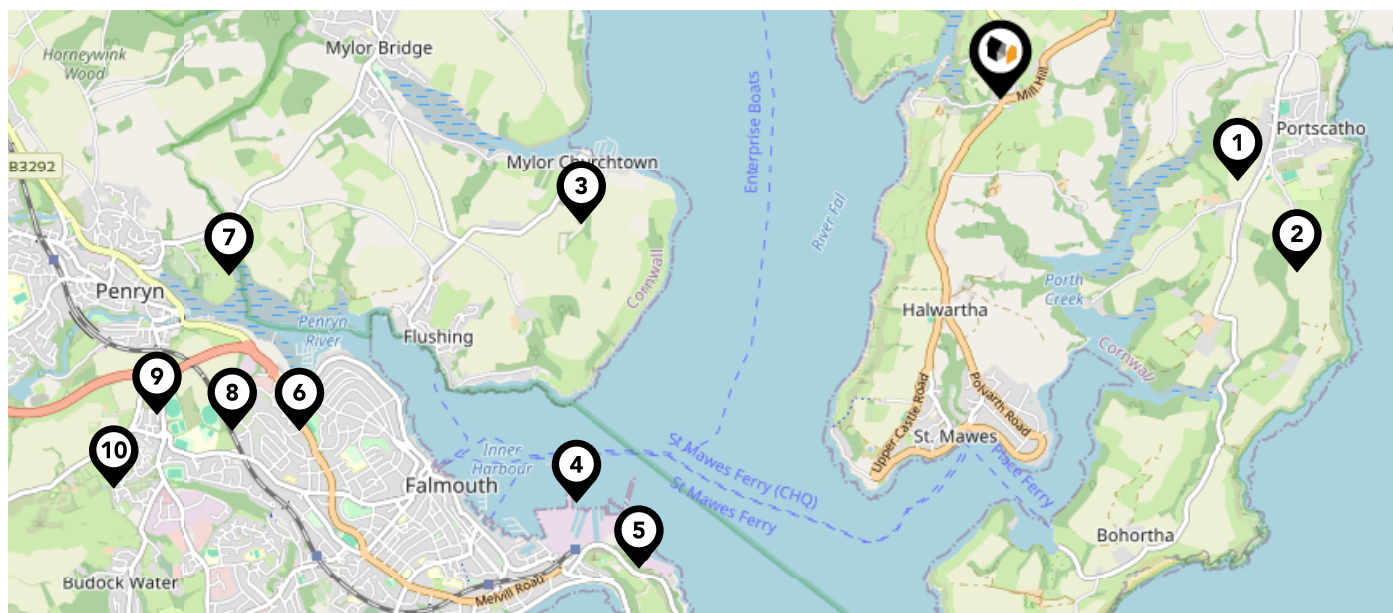 Mylor Bridge
Horneywink
Wood
Mill Hill
Enterprise Boats
Portscatho
1
B3292
Mylor Churchtown
3
River Fal
2
7
Cornwall
Porth
Creek
Penryn
Halwartha
Penryn
River
Flushing
Cornwall
9
8
6
Upper Castle Road
Polvarth Road
St. Mawes
10
Inner
Harbour
4
St Mawes Ferry (CHQ)
St Mawes Ferry
Place Ferry
Falmouth
5
Bohortha
Budock Water
Melvill Road